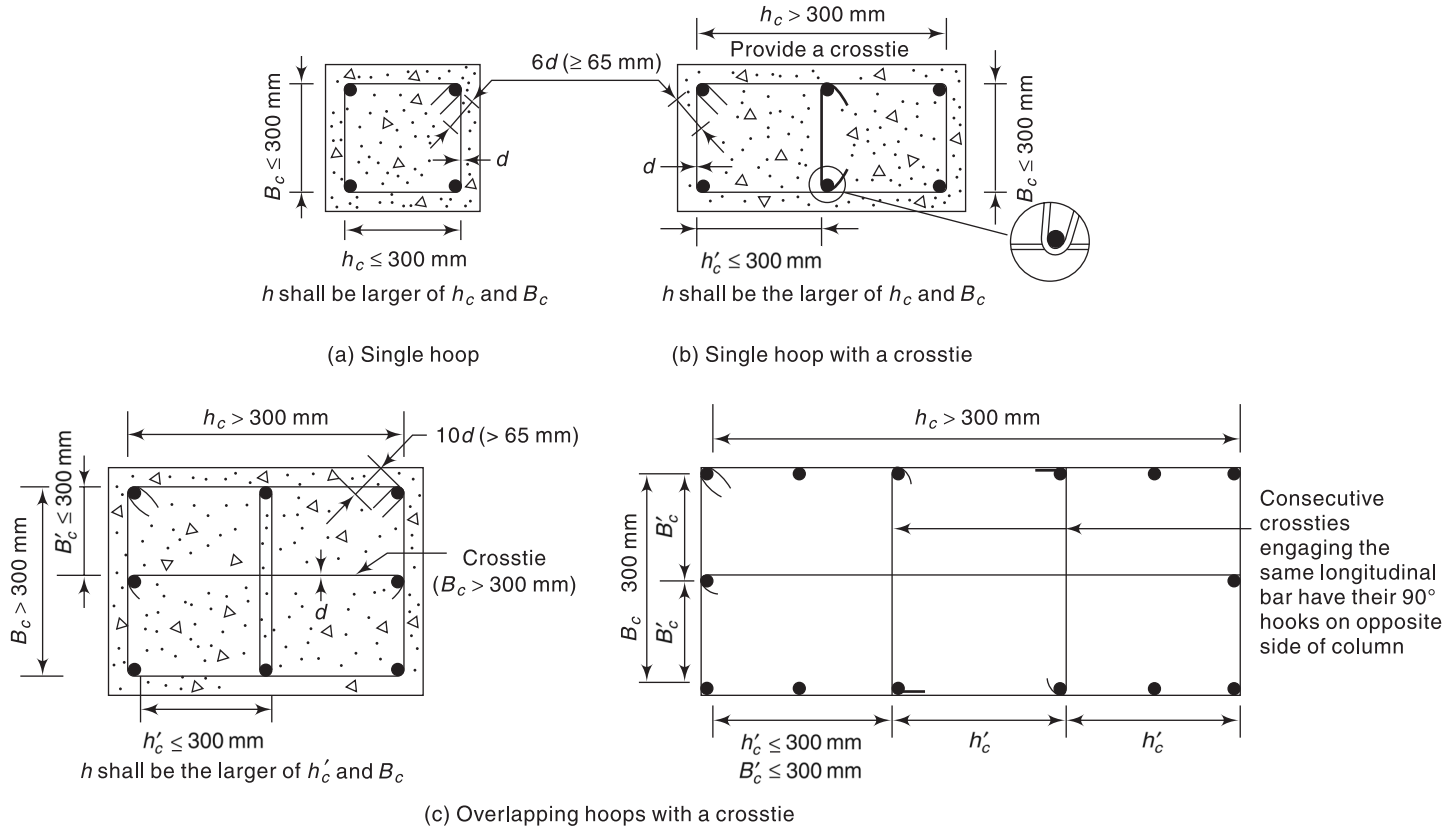 h_c > 300 mm
Provide a crosstie
6d (≥ 65 mm)
B_c ≤ 300 mm
d
h_c ≤ 300 mm
h shall be larger of h_c and B_c
(a) Single hoop
d
B_c ≤ 300 mm
h′_c ≤ 300 mm
h shall be the larger of h_c and B_c
(b) Single hoop with a crosstie
h_c > 300 mm
10d (> 65 mm)
B_c > 300 mm
B′_c ≤ 300 mm
Crosstie
(B_c > 300 mm)
d
h′_c ≤ 300 mm
h shall be the larger of h′_c and B_c
h_c > 300 mm
B_c 300 mm
B′_c
B′_c
Consecutive
crossties
engaging the
same longitudinal
bar have their 90°
hooks on opposite
side of column
h′_c ≤ 300 mm
B′_c ≤ 300 mm
h′_c
h′_c
(c) Overlapping hoops with a crosstie